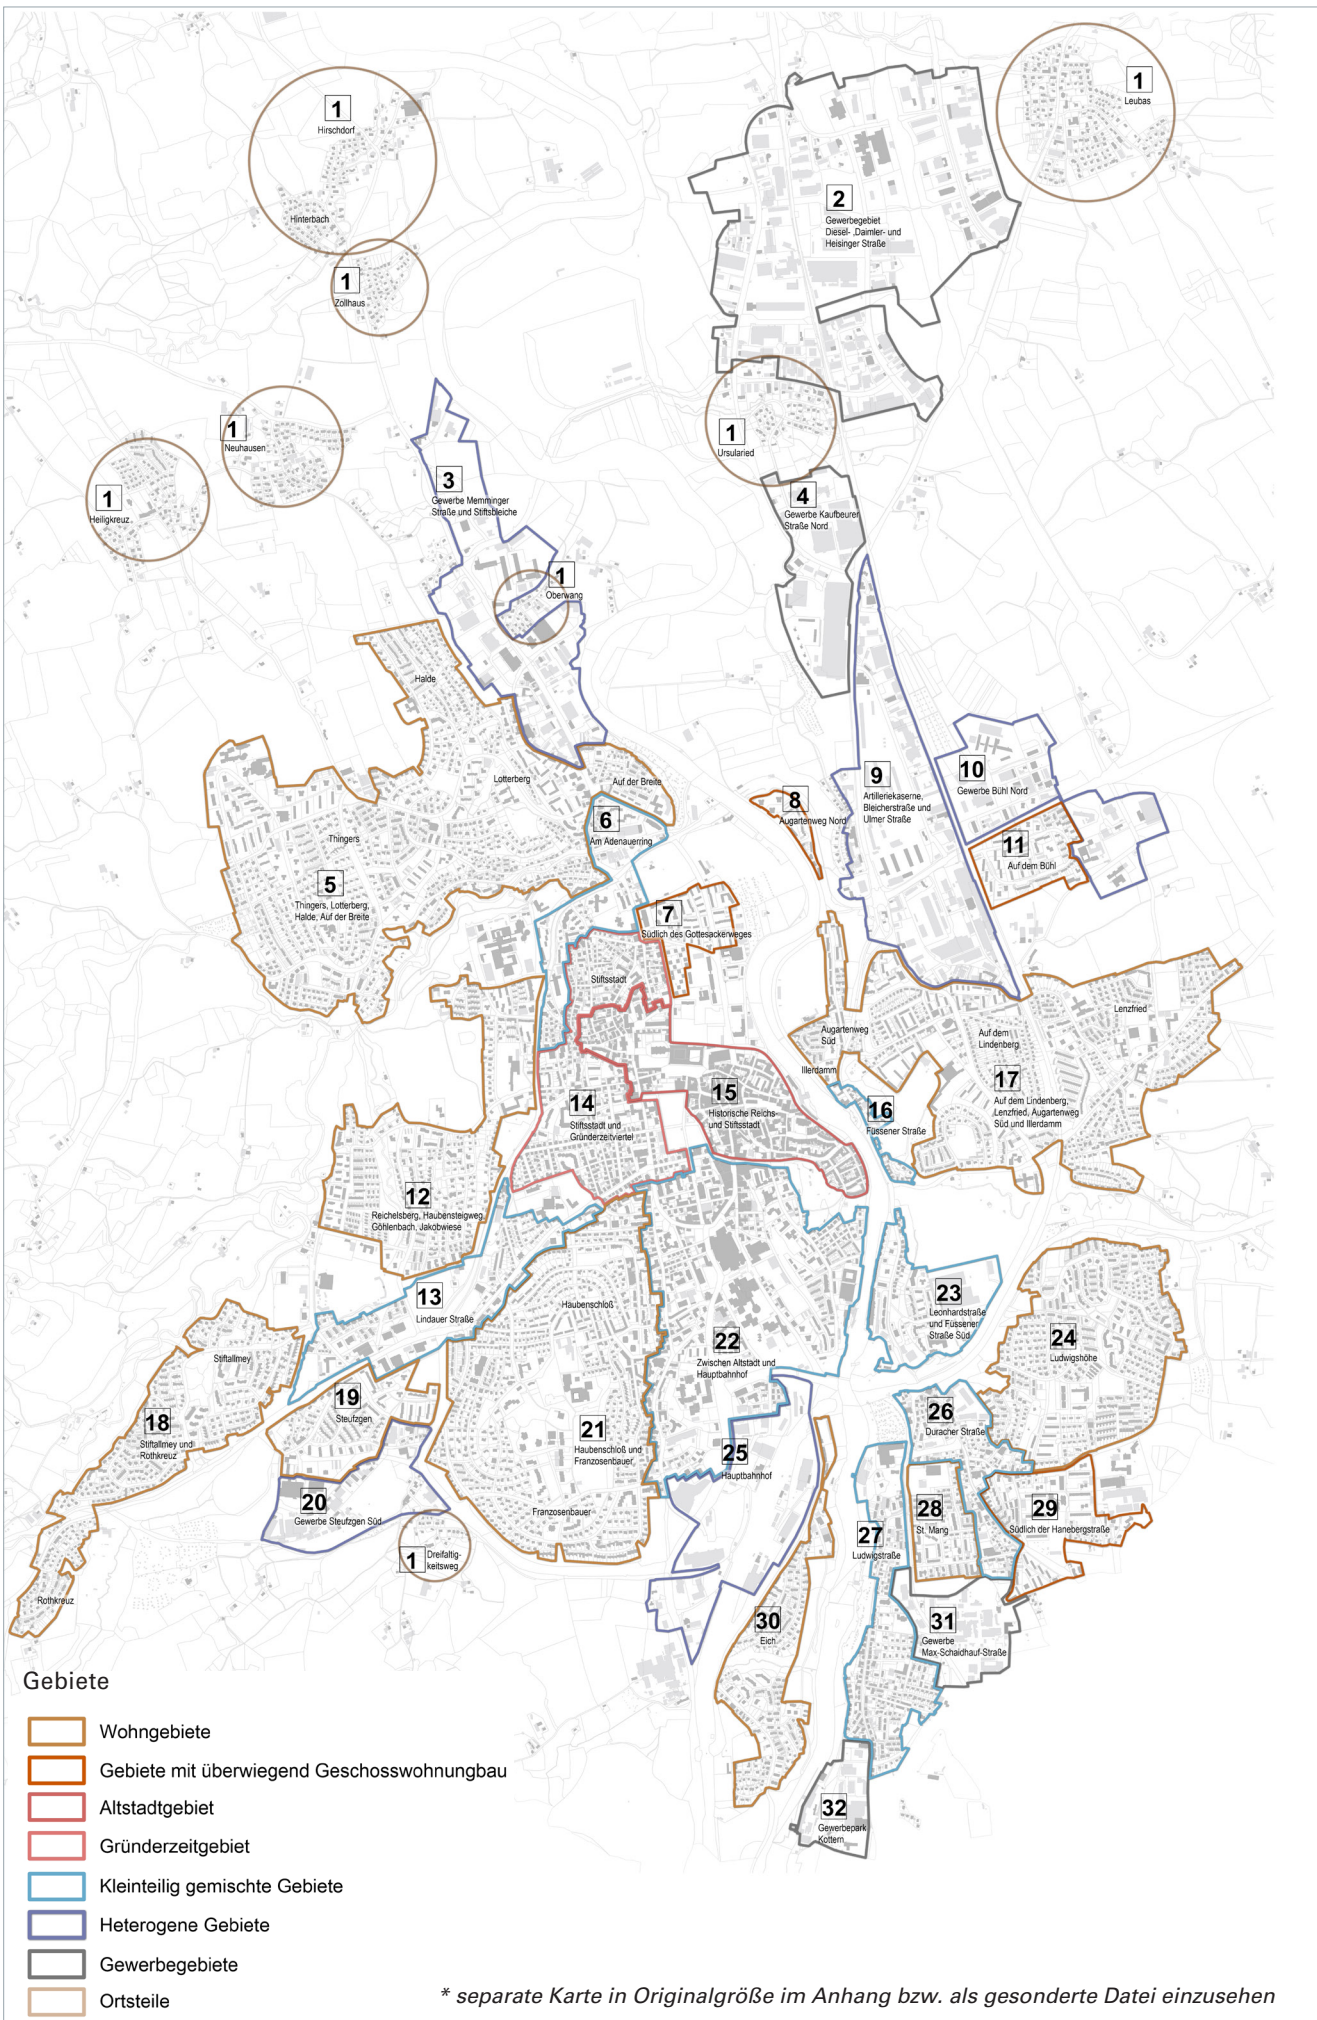 1
Hirschdorf
Hinterbach
1
Zollhaus
1
Leubas
2
Gewerbegebiet
Diesel- ,Daimler- und
Heisinger Straße
1
Neuhausen
1
Heiligkreuz
1
Ursularied
3
Gewerbe Memminger
Straße und Stiftsbleiche
4
Gewerbe Kaufbeurer
Straße Nord
1
Oberwang
Halde
Lotterberg
Auf der Breite
Thingers
5
Thingers, Lotterberg,
Halde, Auf der Breite
6
Am Adenauerring
8
Augartenweg Nord
9
Artilleriekaserne,
Bleicherstraße und
Ulmer Straße
10
Gewerbe Bühl Nord
11
Auf dem Bühl
7
Südlich des Gottesackerweges
Stiftsstadt
14
Stiftsstadt und
Gründerzeitviertel
15
Historische Reichs-
und Stiftsstadt
Augartenweg
Süd
Illerdamm
16
Füssener Straße
Auf dem
Lindenberg
Lenzfried
17
Auf dem Lindenberg,
Lenzfried, Augartenweg
Süd und Illerdamm
12
Reichelsberg, Haubensteigweg,
Göhlenbach, Jakobwiese
13
Lindauer Straße
Haubenschloß
22
Zwischen Altstadt und
Hauptbahnhof
23
Leonhardstraße
und Füssener
Straße Süd
24
Ludwigshöhe
Stiftallmey
18
Stiftallmey und
Rothkreuz
19
Steufzgen
21
Haubenschloß und
Franzosenbauer
25
Hauptbahnhof
26
Duracher Straße
20
Gewerbe Steufzgen Süd
Franzosenbauer
1
Dreifaltig-
keitsweg
27
Ludwigstraße
28
St. Mang
29
Südlich der Hanebergstraße
Rothkreuz
30
Eich
31
Gewerbe
Max-Schaidhauf-Straße
32
Gewerbepark
Kottern
Gebiete
Wohngebiete
Gebiete mit überwiegend Geschosswohnungbau
Altstadtgebiet
Gründerzeitgebiet
Kleinteilig gemischte Gebiete
Heterogene Gebiete
Gewerbegebiete
Ortsteile
* separate Karte in Originalgröße im Anhang bzw. als gesonderte Datei einzusehen